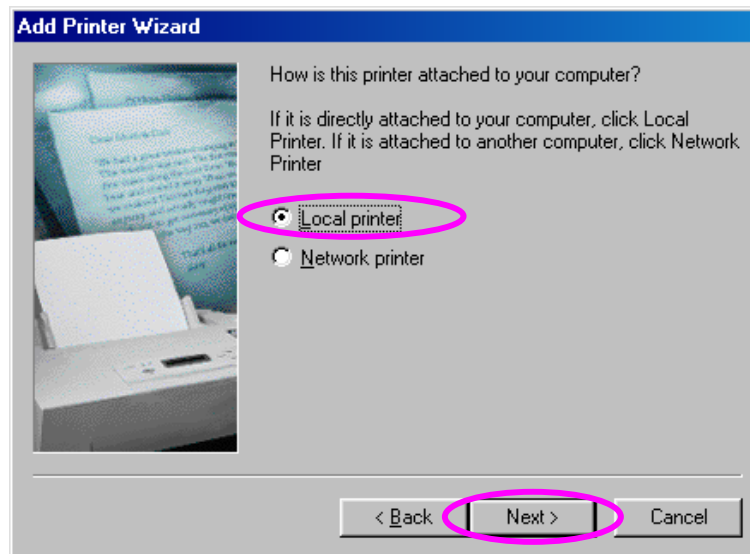 Add Printer Wizard
How is this printer attached to your computer?
If it is directly attached to your computer, click Local
Printer. If it is attached to another computer, click Network
Printer
Local printer
Network printer
< Back
Next >
Cancel